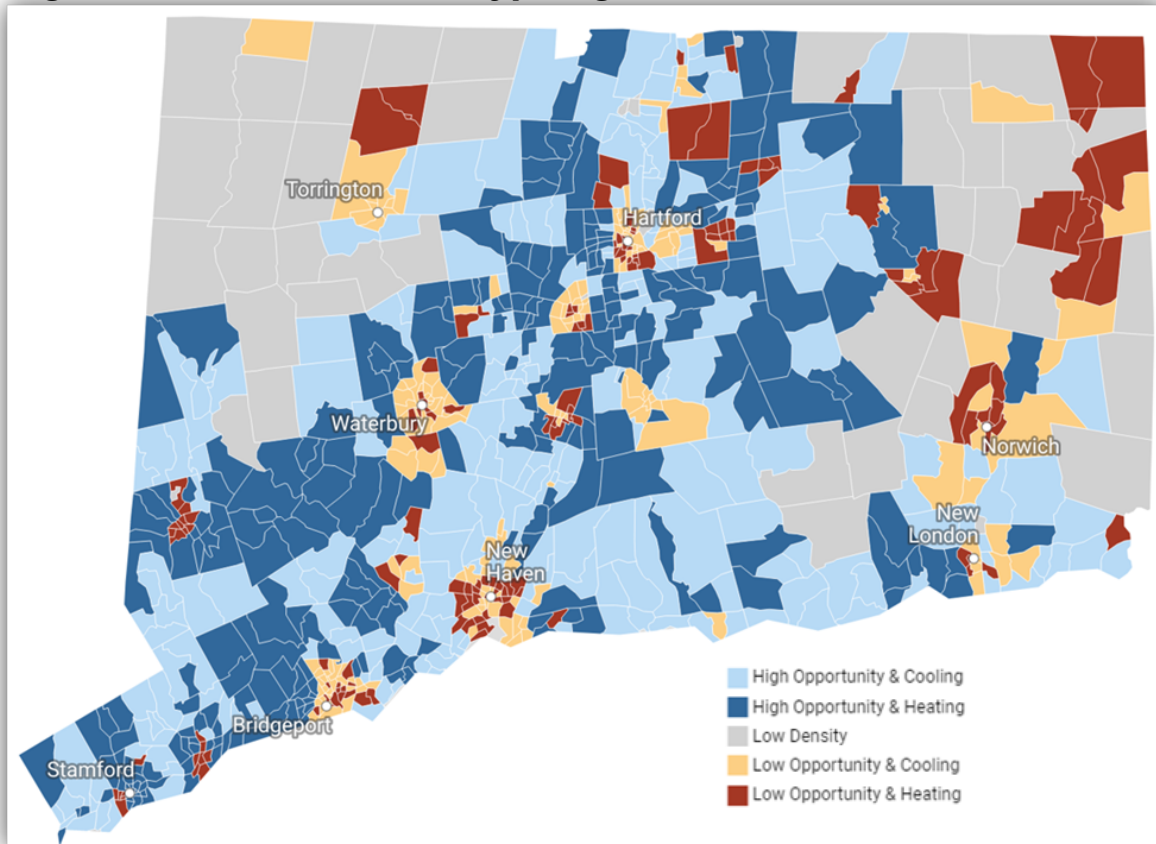 Torrington
Hartford
Waterbury
Norwich
New
London
New
Haven
Bridgeport
Stamford
High Opportunity & Cooling
High Opportunity & Heating
Low Density
Low Opportunity & Cooling
Low Opportunity & Heating